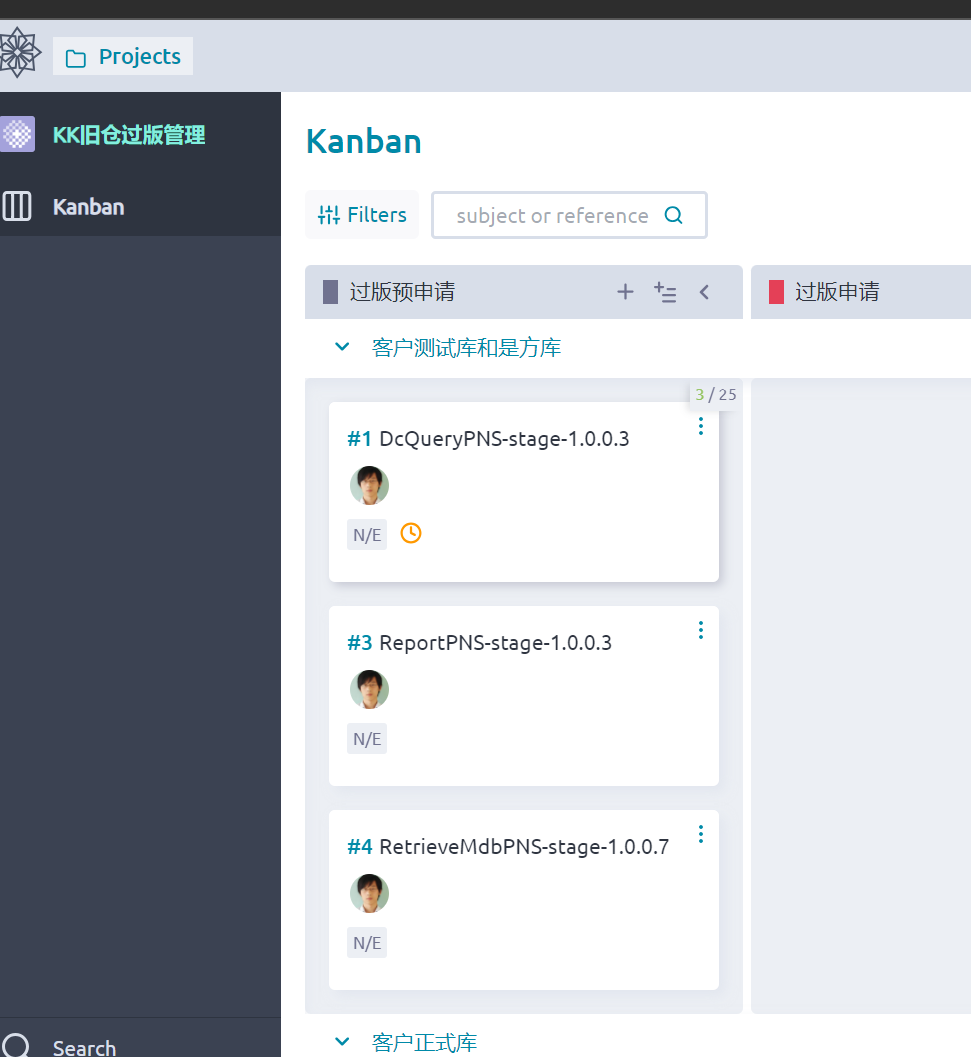 Projects
KK旧仓过版管理
Kanban
Kanban
Filters
subject or reference
过版预申请
过版申请
客户测试库和是方库
3 / 25
#1 DcQueryPNS-stage-1.0.0.3
N/E
#3 ReportPNS-stage-1.0.0.3
N/E
#4 RetrieveMdbPNS-stage-1.0.0.7
N/E
客户正式库
Search